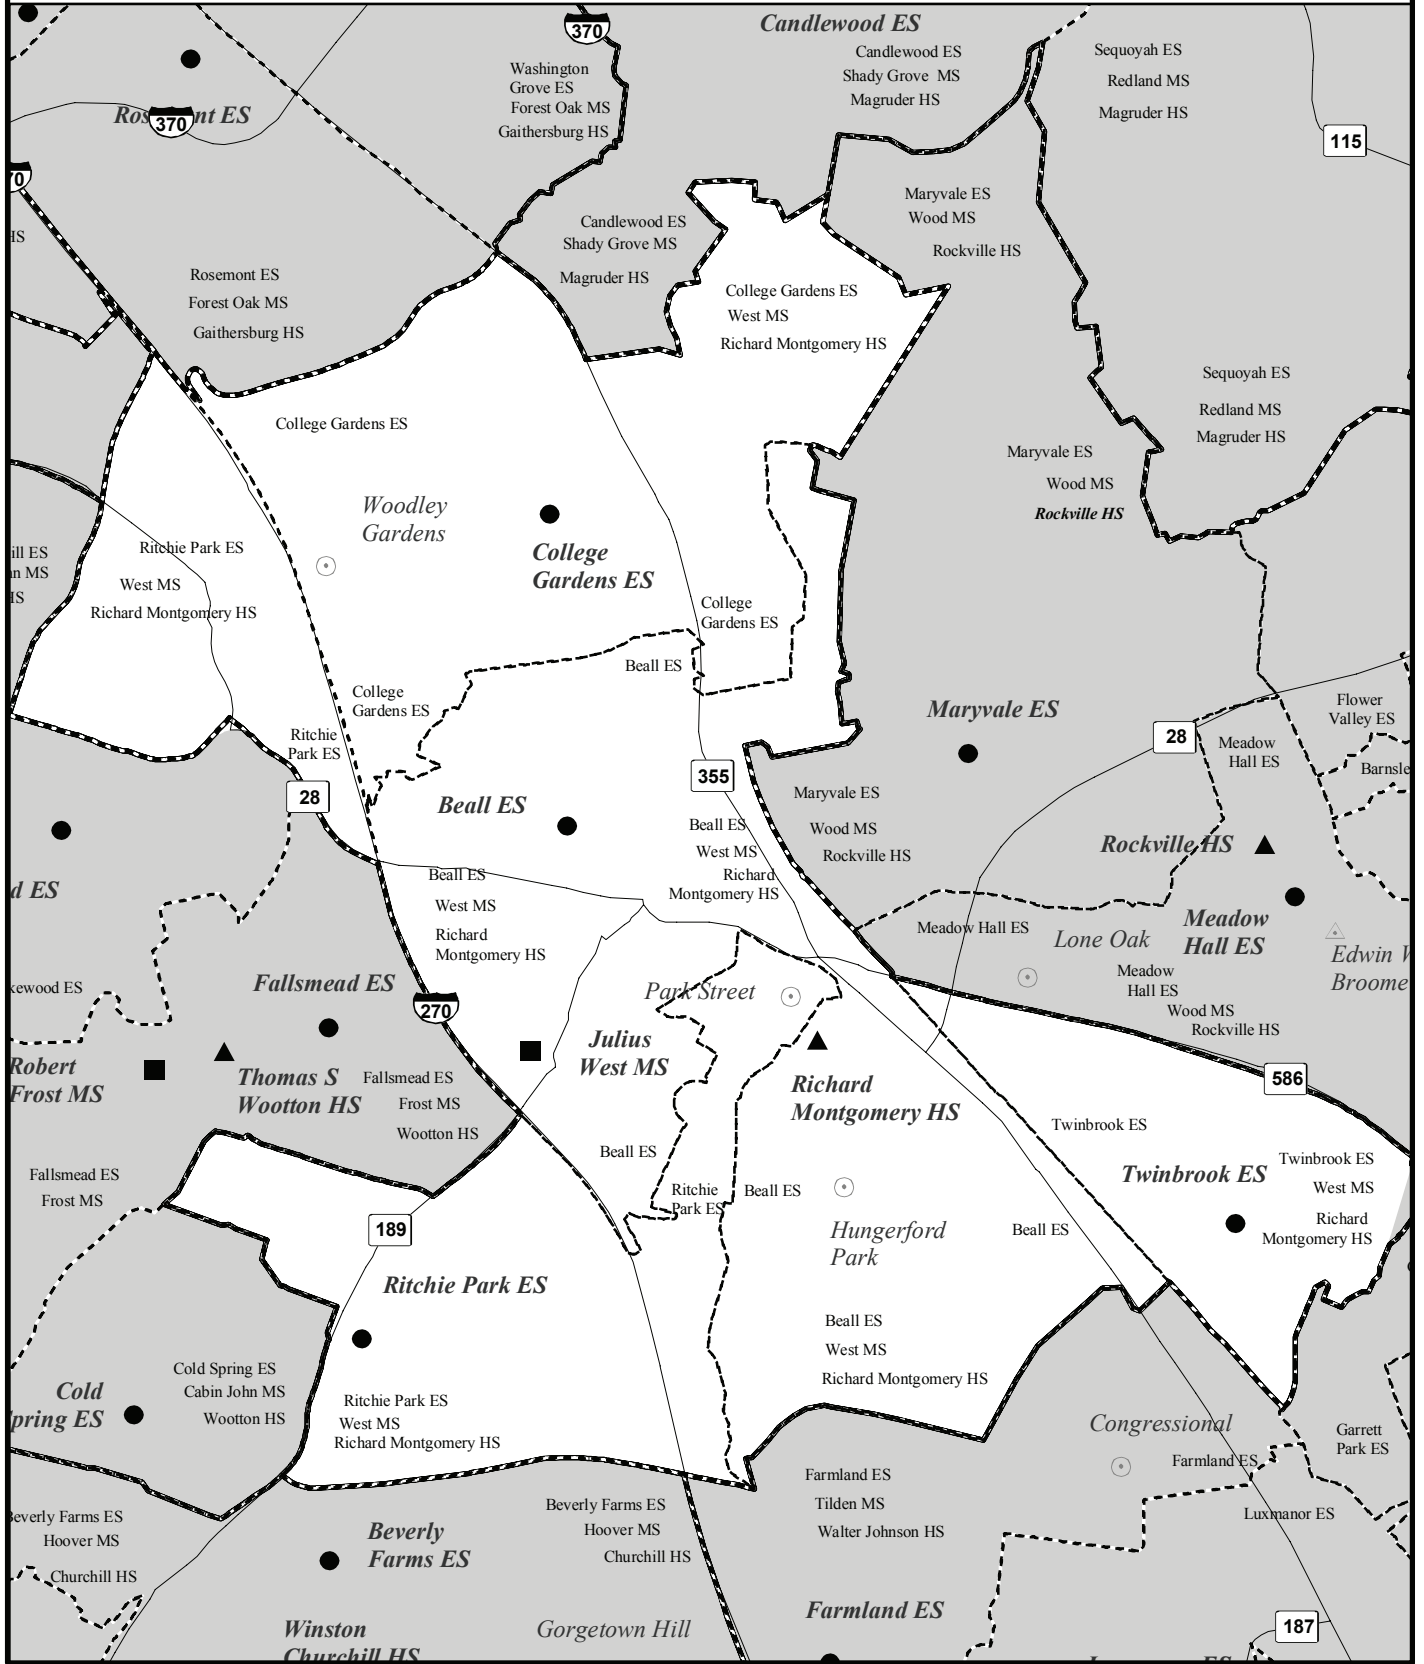 370
Candlewood ES
Candlewood ES
Shady Grove MS
Magruder HS
Sequoyah ES
Redland MS
Magruder HS
Washington
Grove ES
Forest Oak MS
Gaithersburg HS
370
115
Maryvale ES
Wood MS
Rockville HS
Candlewood ES
Shady Grove MS
Magruder HS
Rosemont ES
Forest Oak MS
Gaithersburg HS
College Gardens ES
West MS
Richard Montgomery HS
Sequoyah ES
Redland MS
Magruder HS
College Gardens ES
Maryvale ES
Wood MS
Rockville HS
Woodley
Gardens
College
Gardens ES
Ritchie Park ES
West MS
Richard Montgomery HS
College
Gardens ES
Beall ES
College
Gardens ES
Maryvale ES
Flower
Valley ES
Ritchie
Park ES
28
Meadow
Hall ES
28
355
Beall ES
Maryvale ES
Wood MS
Rockville HS
Beall ES
West MS
Richard
Montgomery HS
Rockville HS
Beall ES
West MS
Richard
Montgomery HS
Meadow Hall ES
Lone Oak
Meadow
Hall ES
Edwin
Broome
Meadow
Hall ES
Wood MS
Rockville HS
Fallsmead ES
270
Park Street
Julius
West MS
Robert
Frost MS
Thomas S
Wootton HS
Fallsmead ES
Frost MS
Wootton HS
Richard
Montgomery HS
586
Twinbrook ES
Twinbrook ES
Twinbrook ES
West MS
Richard
Montgomery HS
Beall ES
Fallsmead ES
Frost MS
Ritchie
Park ES
Beall ES
189
Hungerford
Park
Beall ES
Ritchie Park ES
Beall ES
West MS
Richard Montgomery HS
Cold Spring ES
Cabin John MS
Wootton HS
Cold
pring ES
Ritchie Park ES
West MS
Richard Montgomery HS
Congressional
Garrett
Park ES
Farmland ES
Farmland ES
Tilden MS
Walter Johnson HS
Luxmanor ES
Beverly Farms ES
Hoover MS
Churchill HS
Beverly
Farms ES
Beverly Farms ES
Hoover MS
Churchill HS
Farmland ES
Winston
Churchill HS
Gorgetown Hill
187